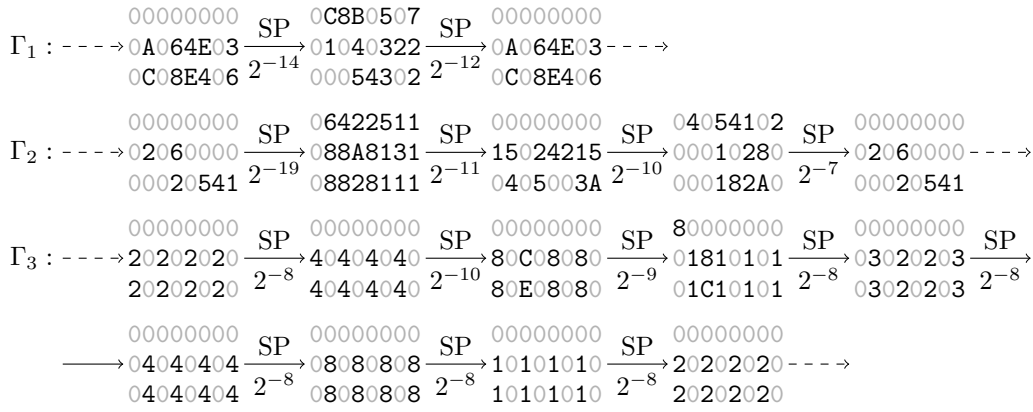 00000000 0C8B0507 00000000
Γ1 : 0A064E03 SP 2−14 01040322 SP 2−12 0A064E03
0C08E406 00054302 0C08E406
00000000 06422511 00000000 04054102 00000000
Γ2 : 02060000 SP 2−19 088A8131 SP 2−11 15024215 SP 2−10 00010280 SP 2−7 02060000
00020541 08828111 0405003A 000182A0 00020541
00000000 00000000 00000000 80000000 00000000
Γ3 : 20202020 SP 2−8 40404040 SP 2−10 80C08080 SP 2−9 01810101 SP 2−8 03020203 SP 2−8
20202020 40404040 80E08080 01C10101 03020203
00000000 00000000 00000000 00000000
04040404 SP 2−8 08080808 SP 2−8 10101010 SP 2−8 20202020
04040404 08080808 10101010 20202020